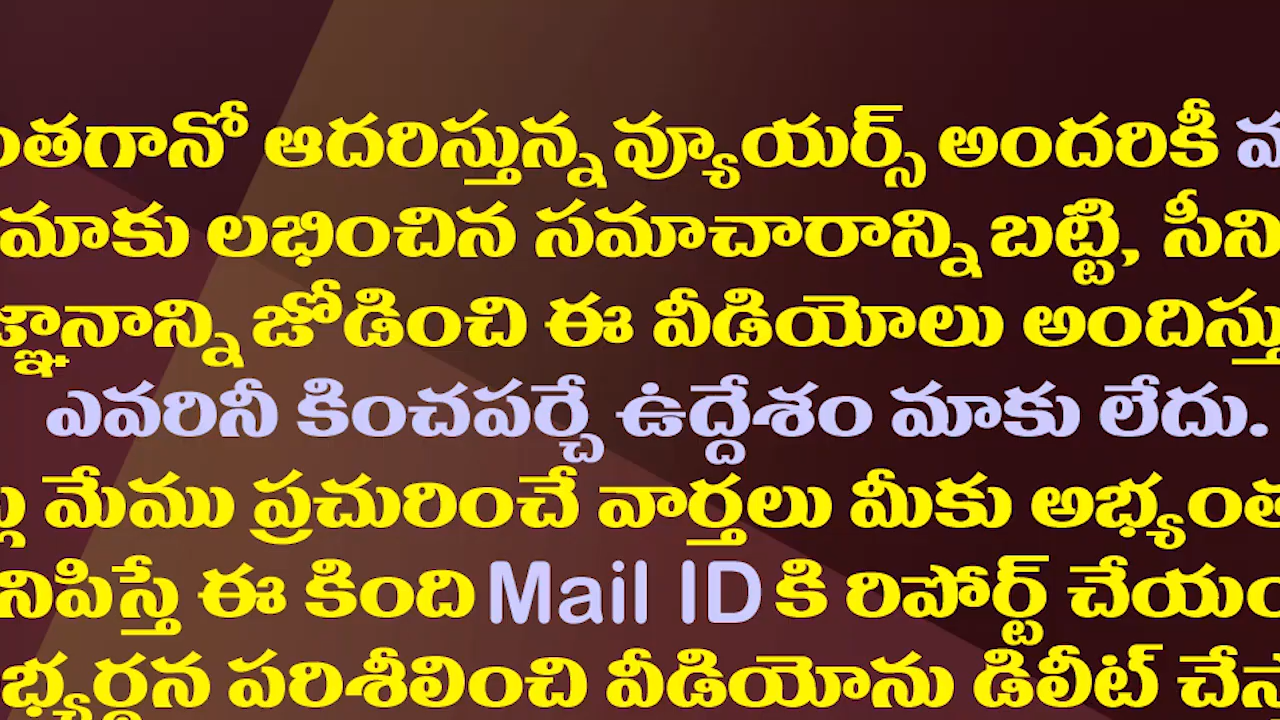 ంతగానో ఆదరిస్తున్న వ్యూయర్స్ అందరికీ
మాకు లభించిన సమాచారాన్ని బట్టి, సీని
జ్ఞానాన్ని జోడించి ఈ వీడియోలు అందిస్తు
ఎవరినీ కించపర్చే ఉద్దేశం మాకు లేదు.
మేము ప్రచురించే వార్తలు మీకు అభ్యంత
నిపిస్తే ఈ కింది Mail ID కి రిపోర్ట్ చేయం
భ్యర్థన పరిశీలించి వీడియోను డిలీట్ చేస